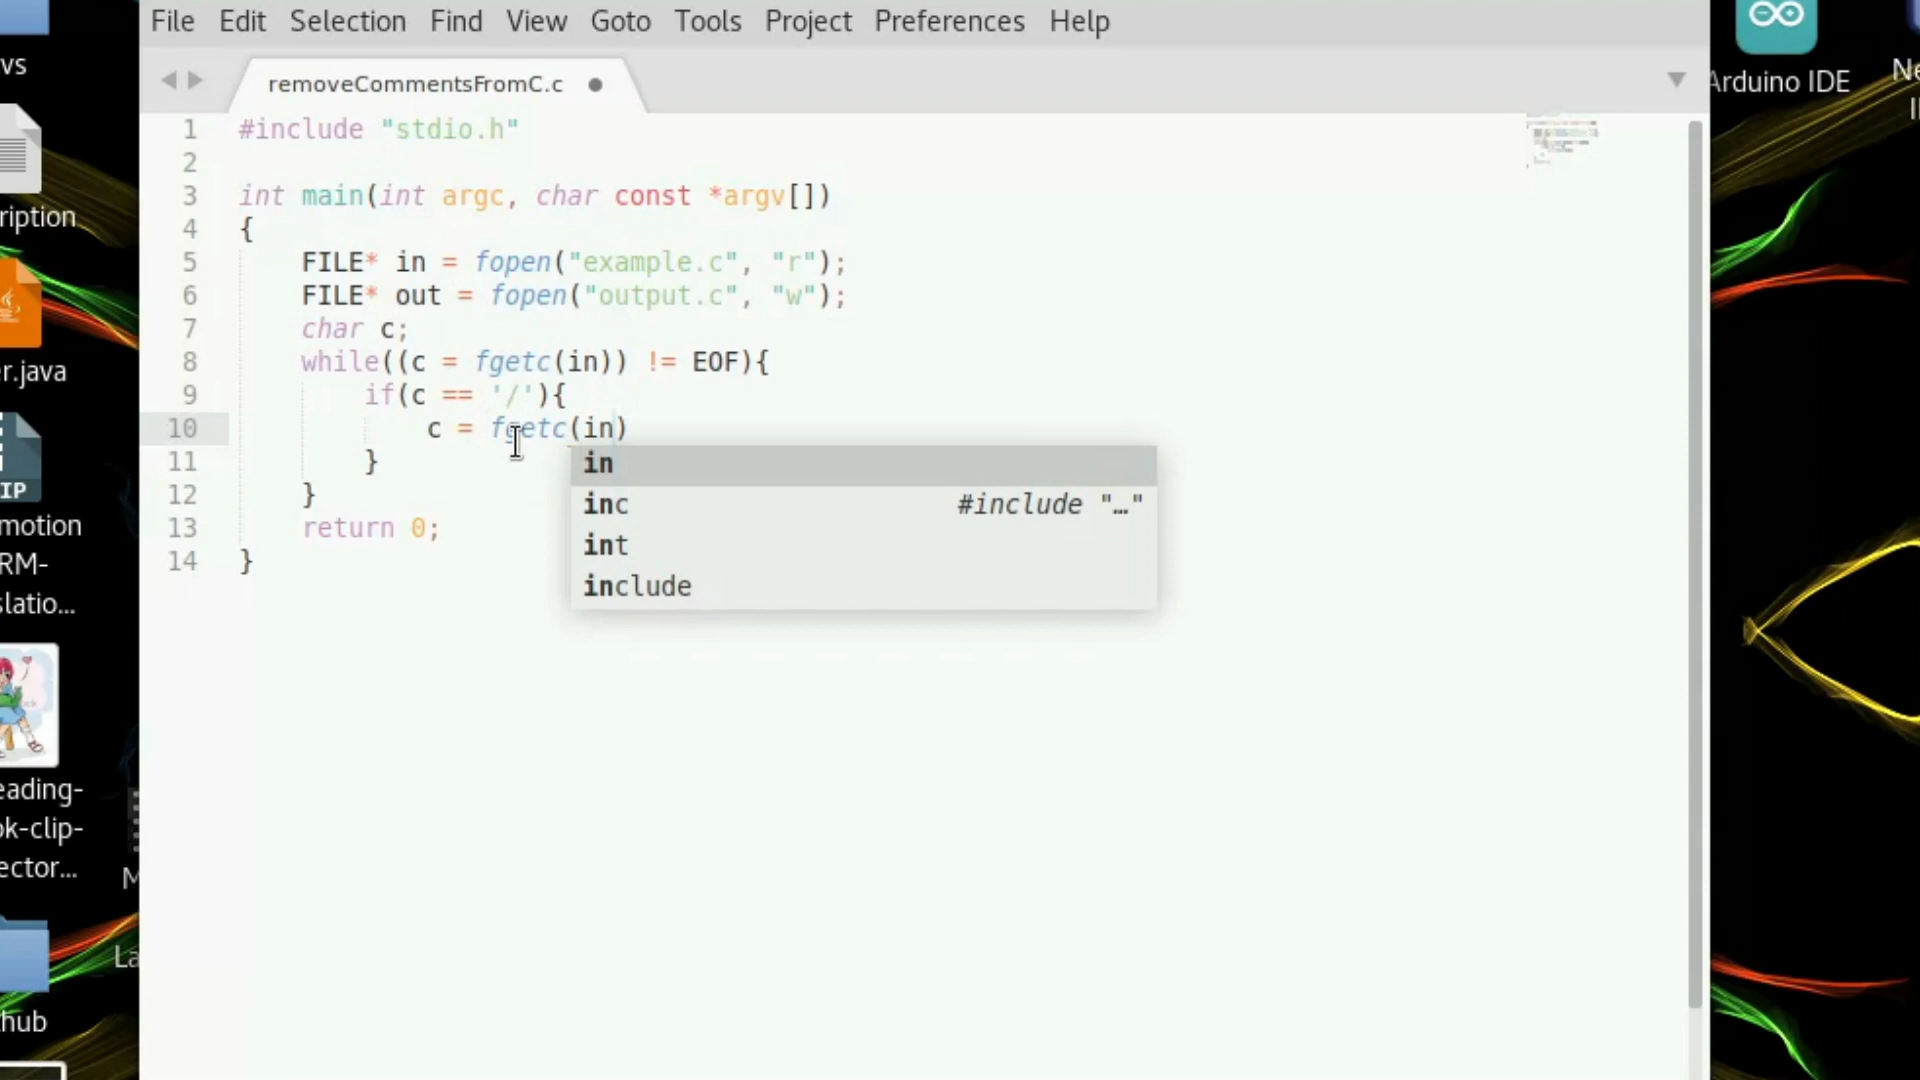 File Edit Selection Find View Goto Tools Project Preferences Help
removeCommentsFromC.c
1 #include "stdio.h"
2
3 int main(int argc, char const *argv[])
4 {
5 FILE* in = fopen("example.c", "r");
6 FILE* out = fopen("output.c", "w");
7 char c;
8 while((c = fgetc(in)) != EOF){
9 if(c == '/'){
10 c = fgetc(in)
11 }
12 }
13 return 0;
14 }
in
inc #include "…"
int
include
vs
ription
r.java
IP
motion
RM-
slatio...
eading-
ok-clip-
ector...
M
La
hub
Arduino IDE
Ne